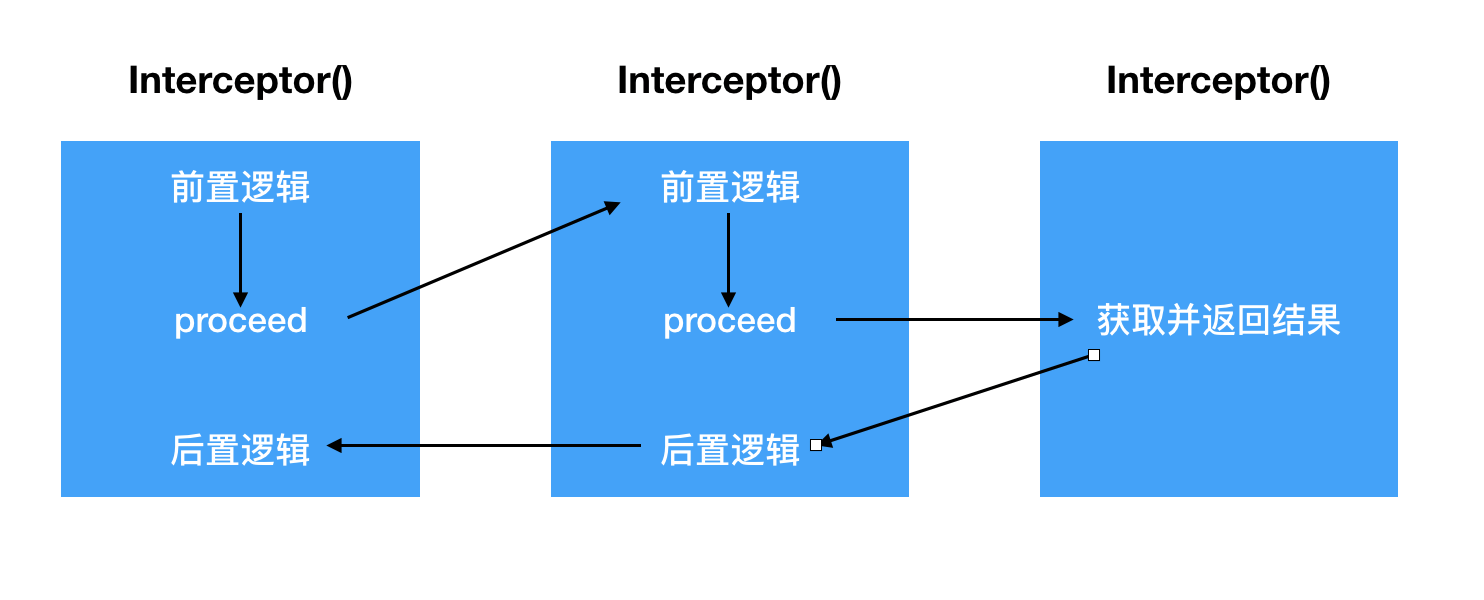 Interceptor()
前置逻辑
proceed
后置逻辑
Interceptor()
前置逻辑
proceed
后置逻辑
Interceptor()
获取并返回结果